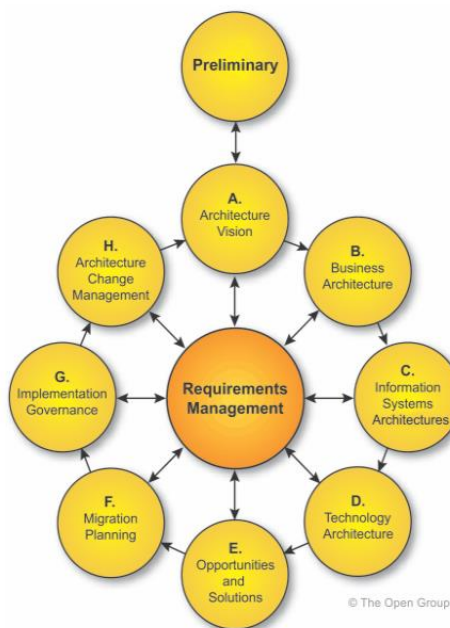 Preliminary
A.
Architecture
Vision
B.
Business
Architecture
C.
Information
Systems
Architectures
D.
Technology
Architecture
E.
Opportunities
and
Solutions
F.
Migration
Planning
G.
Implementation
Governance
H.
Architecture
Change
Management
Requirements
Management
© The Open Group